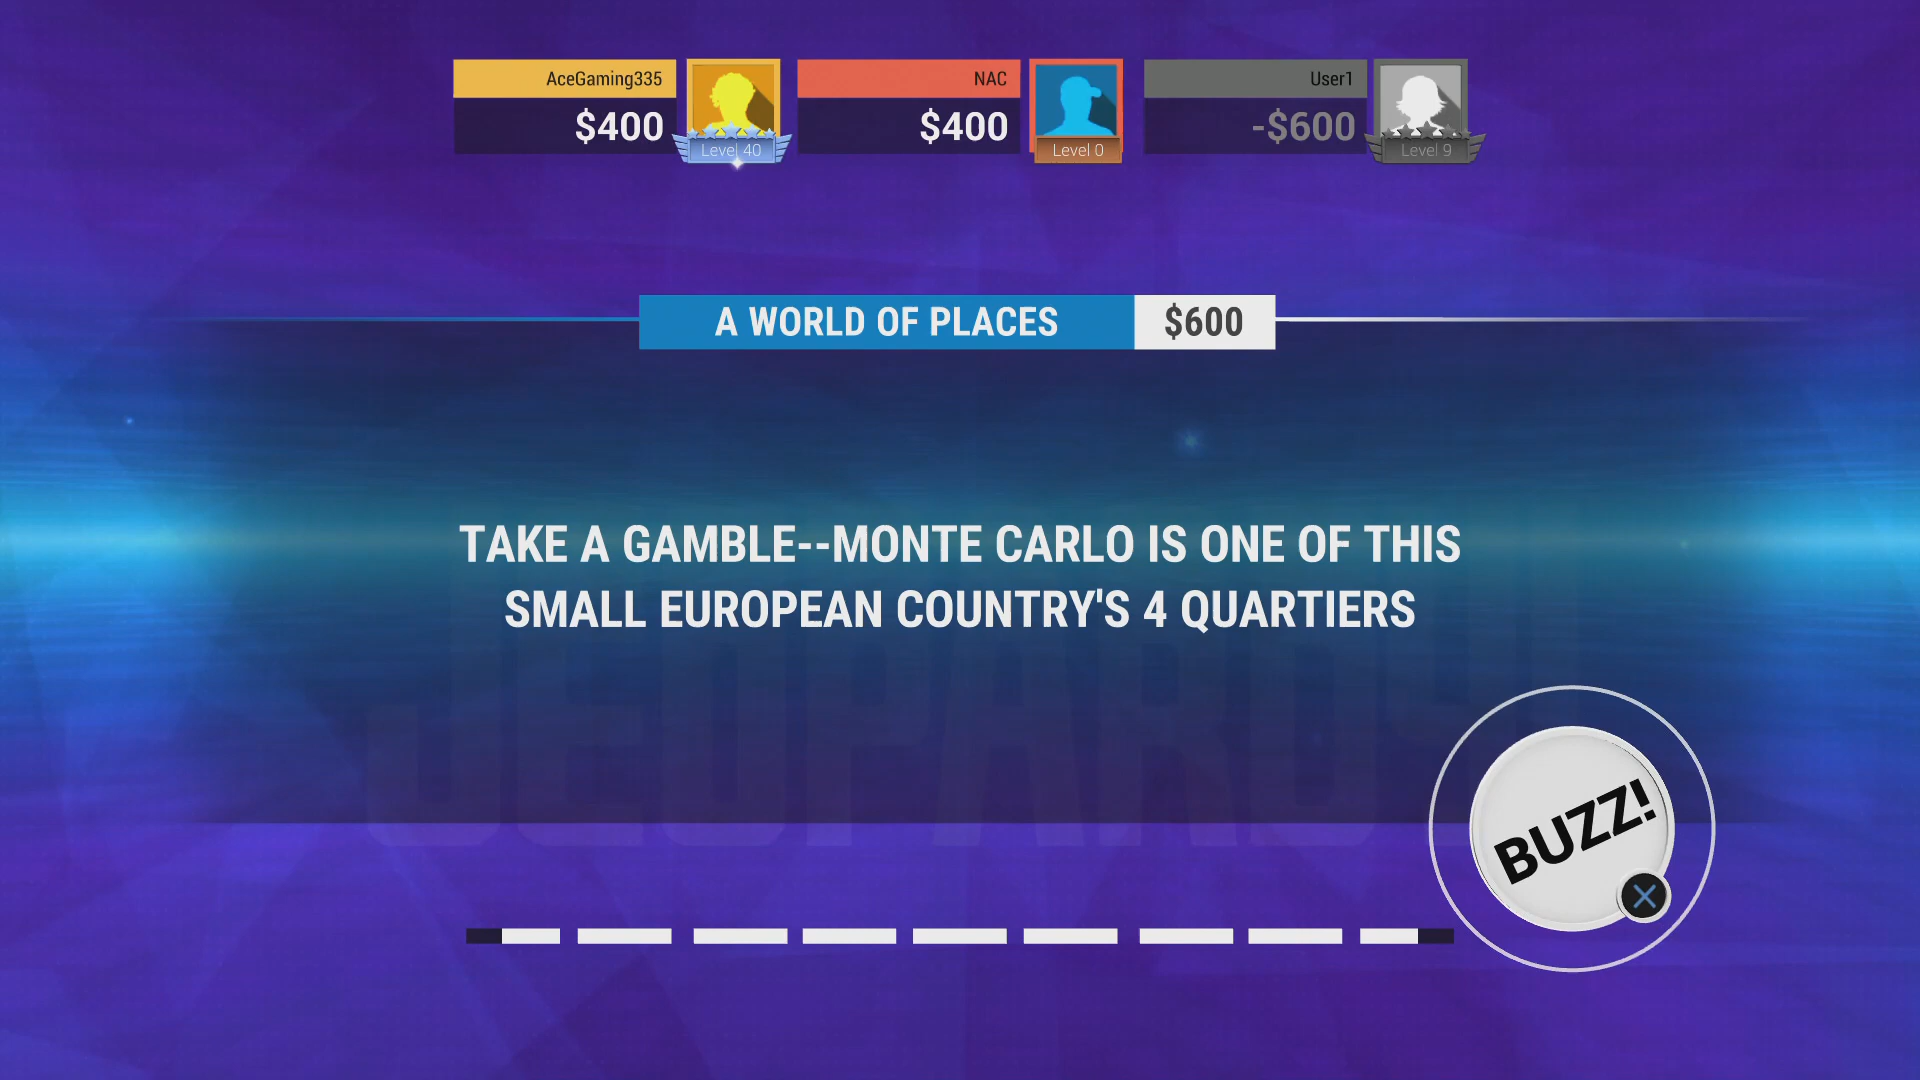 AceGaming335
$400
Level 40
NAC
$400
Level 0
User1
-$600
Level 9
A WORLD OF PLACES
$600
TAKE A GAMBLE--MONTE CARLO IS ONE OF THIS
SMALL EUROPEAN COUNTRY'S 4 QUARTIERS
JEOPARDY!
BUZZ!